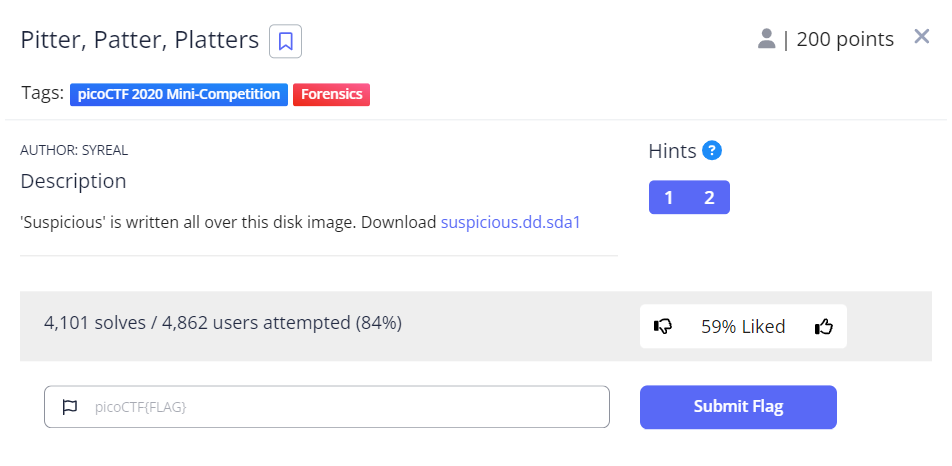 Pitter, Patter, Platters
| 200 points
Tags: picoCTF 2020 Mini-Competition Forensics
AUTHOR: SYREAL
Description
'Suspicious' is written all over this disk image. Download suspicious.dd.sda1
Hints ?
1 2
4,101 solves / 4,862 users attempted (84%)
59% Liked
picoCTF{FLAG}
Submit Flag